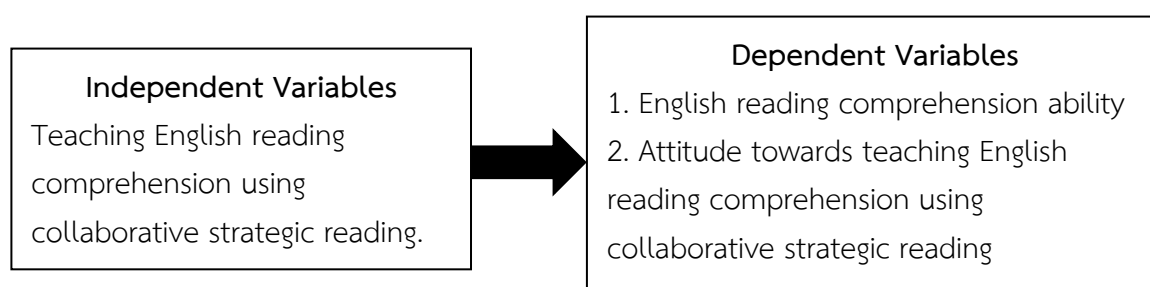 Independent Variables
Teaching English reading
comprehension using
collaborative strategic reading.
Dependent Variables
1. English reading comprehension ability
2. Attitude towards teaching English
reading comprehension using
collaborative strategic reading